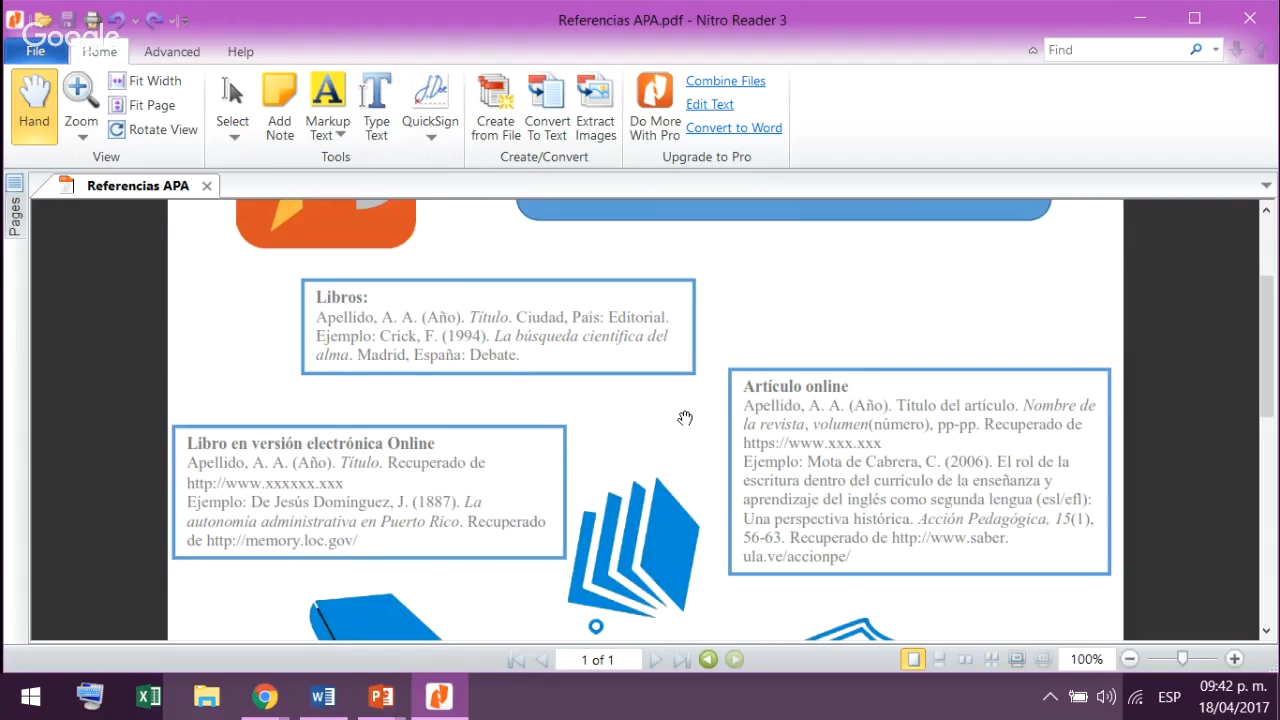 Referencias APA.pdf - Nitro Reader 3
Google
File
Home
Advanced
Help
Find
Hand
Zoom
Fit Width
Fit Page
Rotate View
View
Select
Add
Note
Markup
Text
Type
Text
QuickSign
Tools
Create
from File
Convert
To Text
Extract
Images
Create/Convert
Do More
With Pro
Combine Files
Edit Text
Convert to Word
Upgrade to Pro
Pages
Referencias APA
Libros:
Apellido, A. A. (Año). Título. Ciudad, País: Editorial.
Ejemplo: Crick, F. (1994). La búsqueda científica del
alma. Madrid, España: Debate.
Libro en versión electrónica Online
Apellido, A. A. (Año). Título. Recuperado de
http://www.xxxxxx.xxx
Ejemplo: De Jesús Domínguez, J. (1887). La
autonomía administrativa en Puerto Rico. Recuperado
de http://memory.loc.gov/
Artículo online
Apellido, A. A. (Año). Título del artículo. Nombre de
la revista, volumen(número), pp-pp. Recuperado de
https://www.xxx.xxx
Ejemplo: Mota de Cabrera, C. (2006). El rol de la
escritura dentro del currículo de la enseñanza y
aprendizaje del inglés como segunda lengua (esl/efl):
Una perspectiva histórica. Acción Pedagógica, 15(1),
56-63. Recuperado de http://www.saber.
ula.ve/accionpe/
1 of 1
100%
ESP
09:42 p. m.
18/04/2017